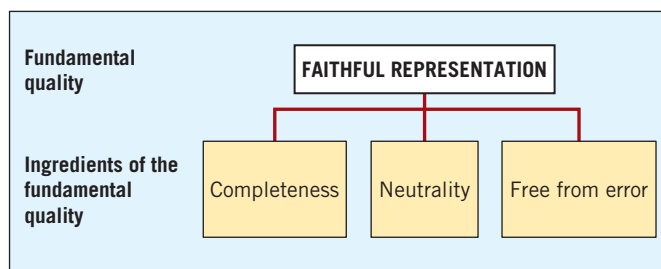 Fundamental
quality
FAITHFUL REPRESENTATION
Ingredients of the
fundamental
quality
Completeness
Neutrality
Free from error